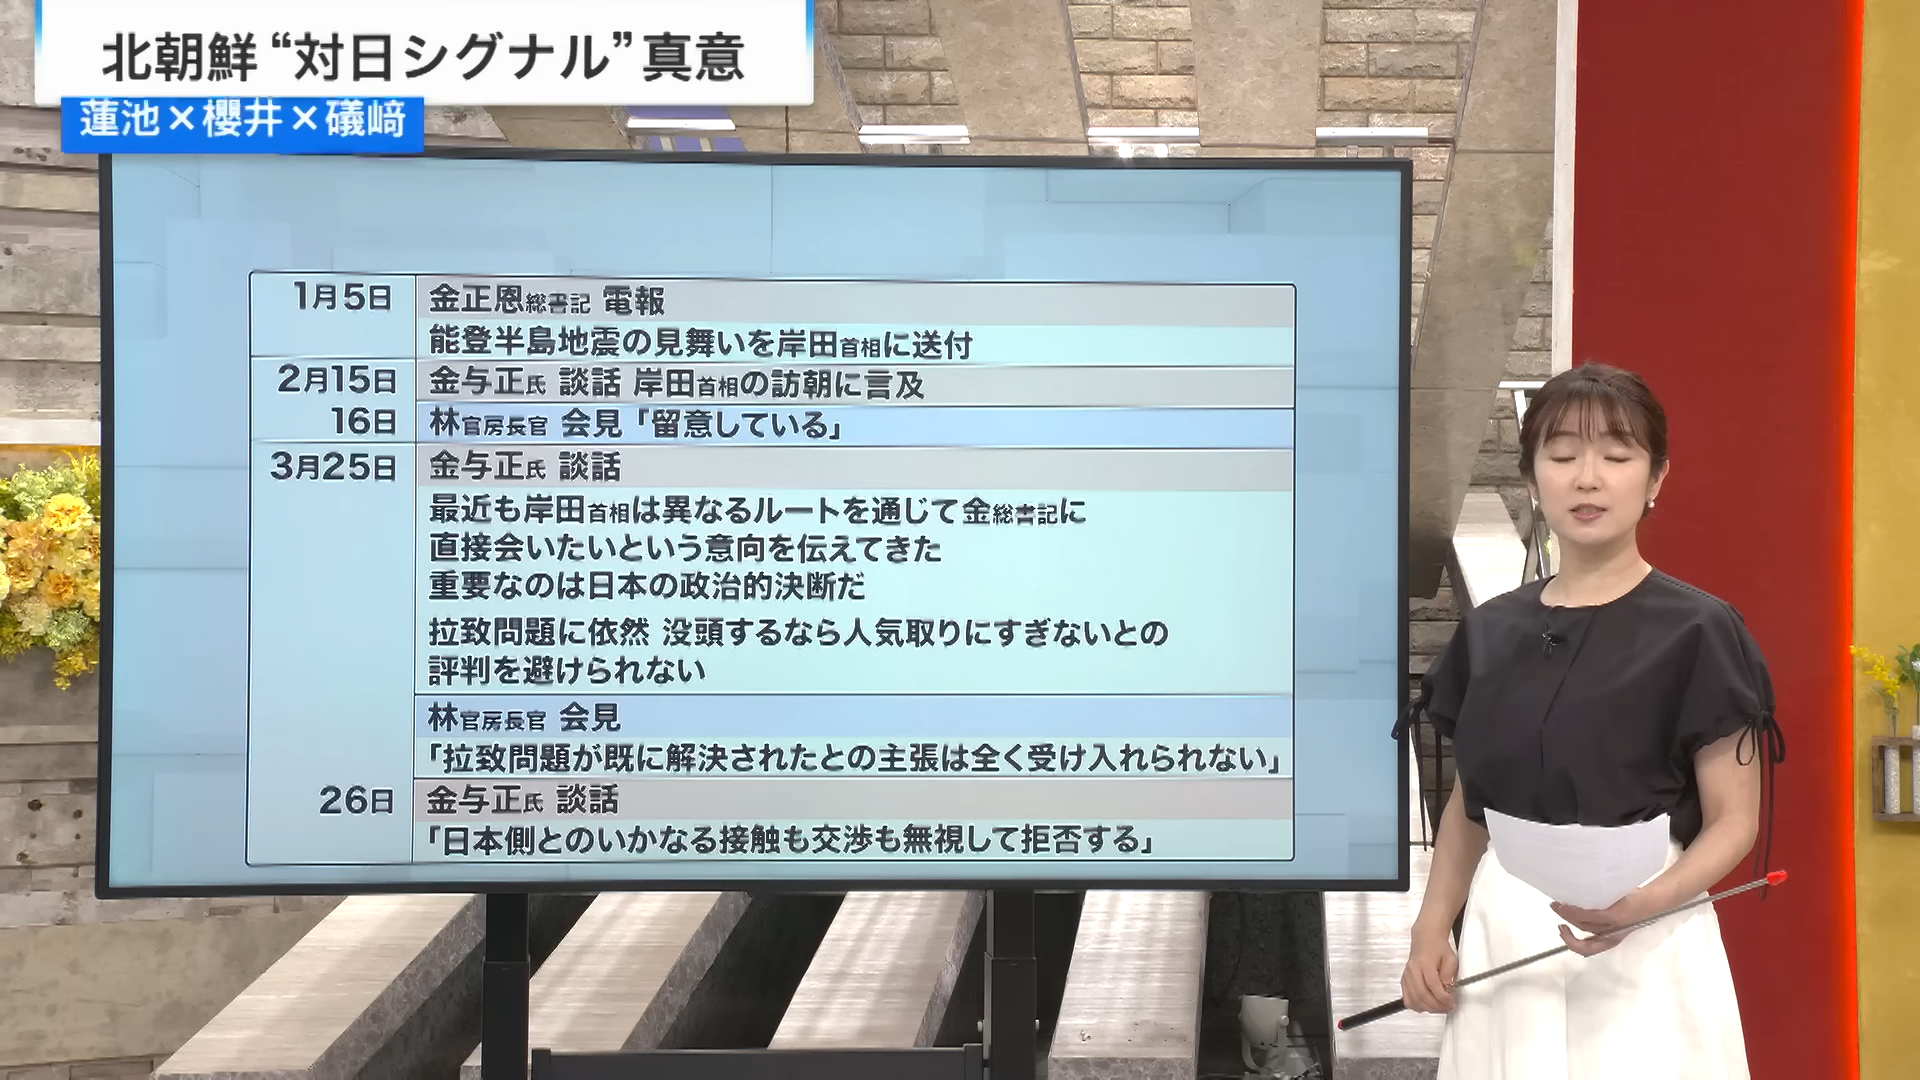 北朝鮮“対日シグナル”真意
蓮池×櫻井×礒﨑
1月5日 金正恩総書記 電報
能登半島地震の見舞いを岸田首相に送付
2月15日 金与正氏 談話 岸田首相の訪朝に言及
16日 林官房長官 会見「留意している」
3月25日 金与正氏 談話
最近も岸田首相は異なるルートを通じて金総書記に
直接会いたいという意向を伝えてきた
重要なのは日本の政治的決断だ
拉致問題に依然 没頭するなら人気取りにすぎないとの
評判を避けられない
林官房長官 会見
「拉致問題が既に解決されたとの主張は全く受け入れられない」
26日 金与正氏 談話
「日本側とのいかなる接触も交渉も無視して拒否する」